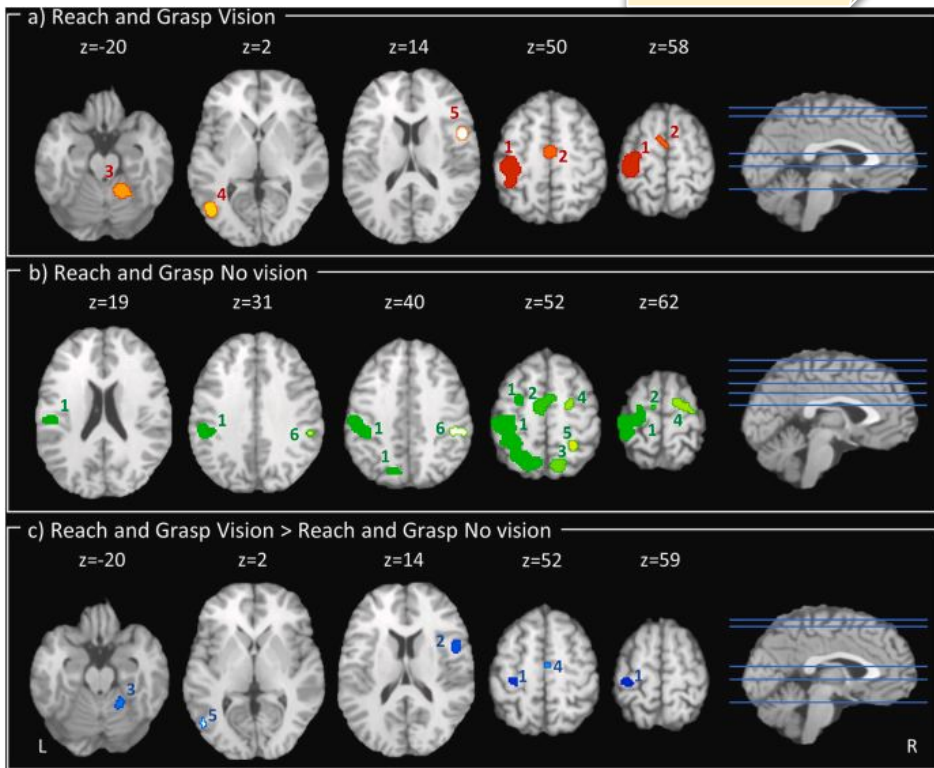 a) Reach and Grasp Vision
z=-20 z=2 z=14 z=50 z=58
3 4 5 1 2 1 2
b) Reach and Grasp No vision
z=19 z=31 z=40 z=52 z=62
1 1 6 1 1 6 1 2 4 1 5 3 2 1 4
c) Reach and Grasp Vision > Reach and Grasp No vision
z=-20 z=2 z=14 z=52 z=59
3 5 2 1 4 1
L R